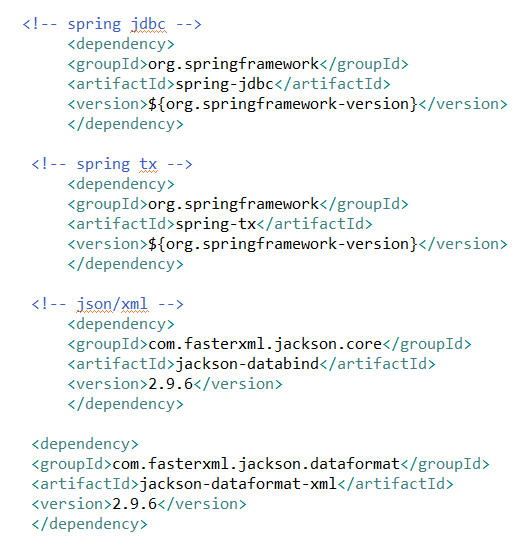 <!-- spring jdbc -->
<dependency>
<groupId>org.springframework</groupId>
<artifactId>spring-jdbc</artifactId>
<version>${org.springframework-version}</version>
</dependency>
<!-- spring tx -->
<dependency>
<groupId>org.springframework</groupId>
<artifactId>spring-tx</artifactId>
<version>${org.springframework-version}</version>
</dependency>
<!-- json/xml -->
<dependency>
<groupId>com.fasterxml.jackson.core</groupId>
<artifactId>jackson-databind</artifactId>
<version>2.9.6</version>
</dependency>
<dependency>
<groupId>com.fasterxml.jackson.dataformat</groupId>
<artifactId>jackson-dataformat-xml</artifactId>
<version>2.9.6</version>
</dependency>